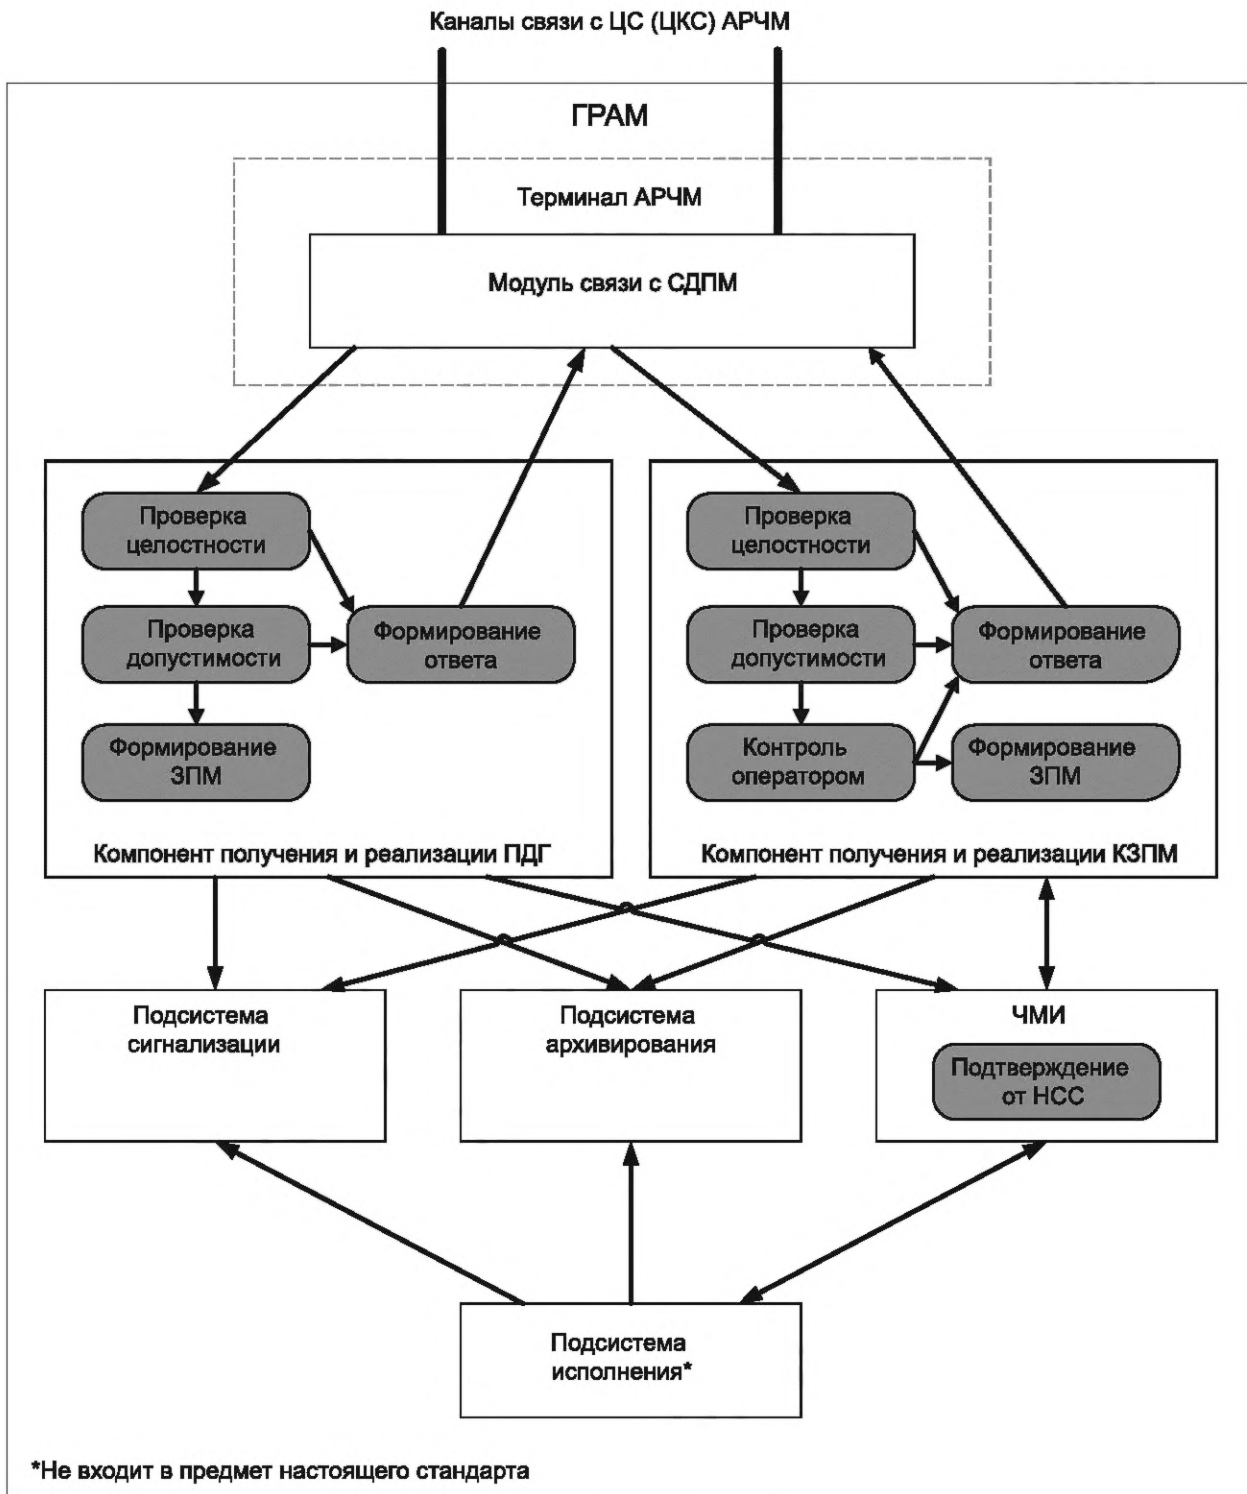 Каналы связи с ЦС (ЦКС) АРЧМ
ГРАМ
Терминал АРЧМ
Модуль связи с СДПМ
Проверка
целостности
Проверка
допустимости
Формирование
ответа
Формирование
ЗПМ
Компонент получения и реализации ПДГ
Проверка
целостности
Проверка
допустимости
Формирование
ответа
Контроль
оператором
Формирование
ЗПМ
Компонент получения и реализации КЗПМ
Подсистема
сигнализации
Подсистема
архивирования
ЧМИ
Подтверждение
от НСС
Подсистема
исполнения*
*Не входит в предмет настоящего стандарта